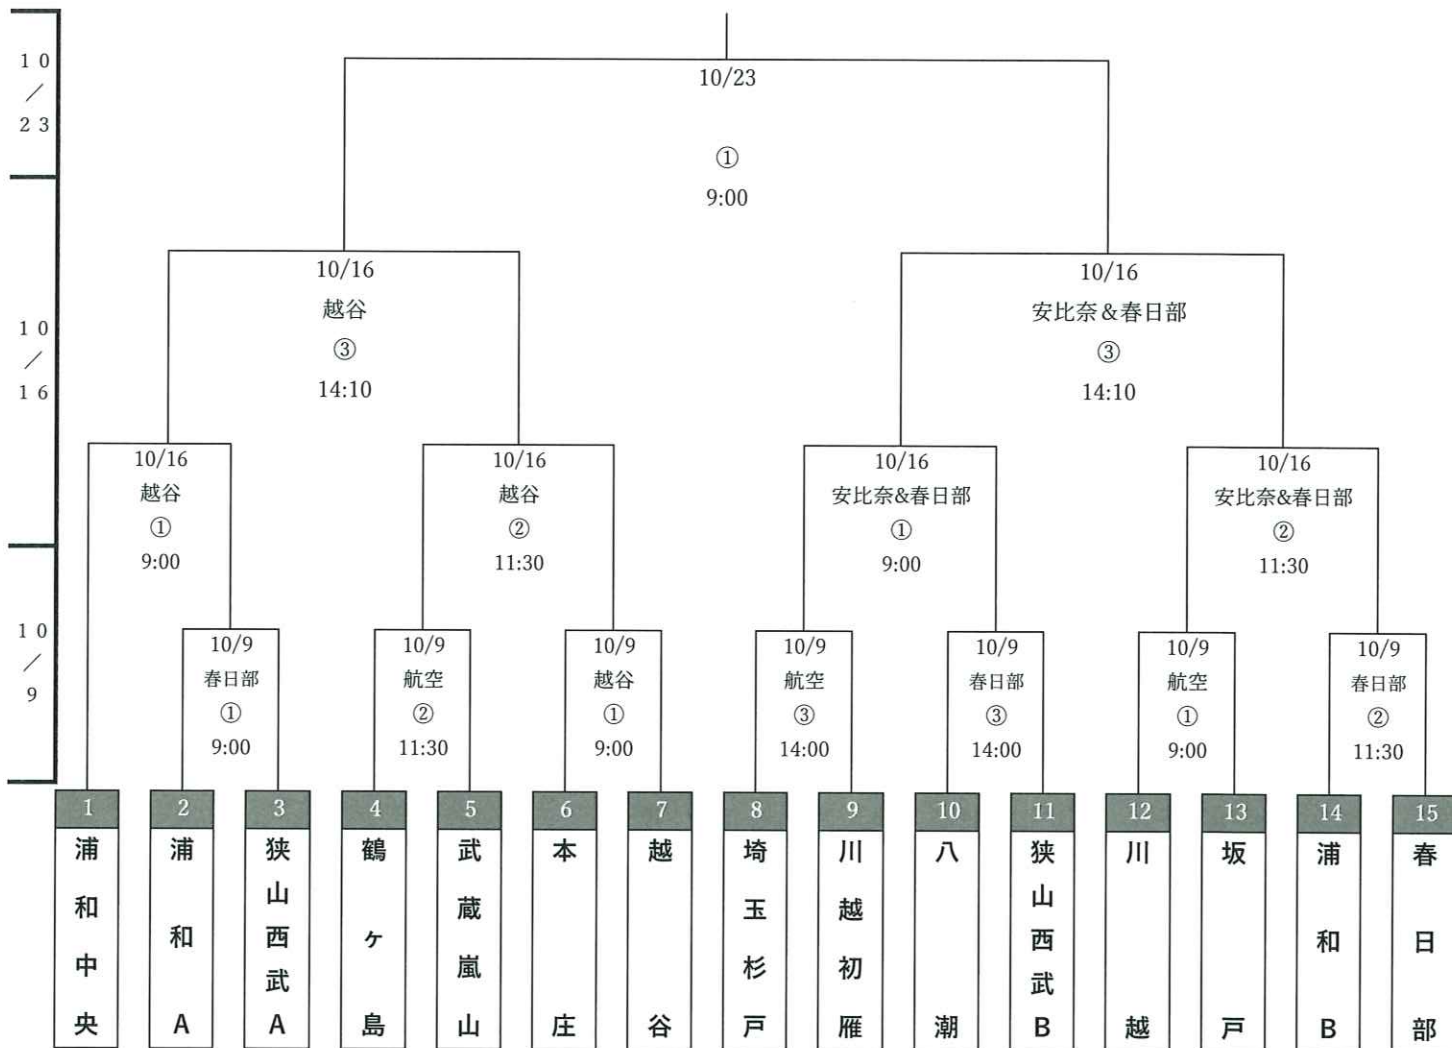 10/23
10/23
①
9:00
10/16
10/16
越谷
③
14:10
10/16
安比奈＆春日部
③
14:10
10/16
越谷
①
9:00
10/16
越谷
②
11:30
10/16
安比奈&春日部
①
9:00
10/16
安比奈&春日部
②
11:30
10/9
10/9
春日部
①
9:00
10/9
航空
②
11:30
10/9
越谷
①
9:00
10/9
航空
③
14:00
10/9
春日部
③
14:00
10/9
航空
①
9:00
10/9
春日部
②
11:30
1
浦和中央
2
浦和A
3
狭山西武A
4
鶴ヶ島
5
武蔵嵐山
6
本庄
7
越谷
8
埼玉杉戸
9
川越初雁
10
八潮
11
狭山西武B
12
川越
13
坂戸
14
浦和B
15
春日部